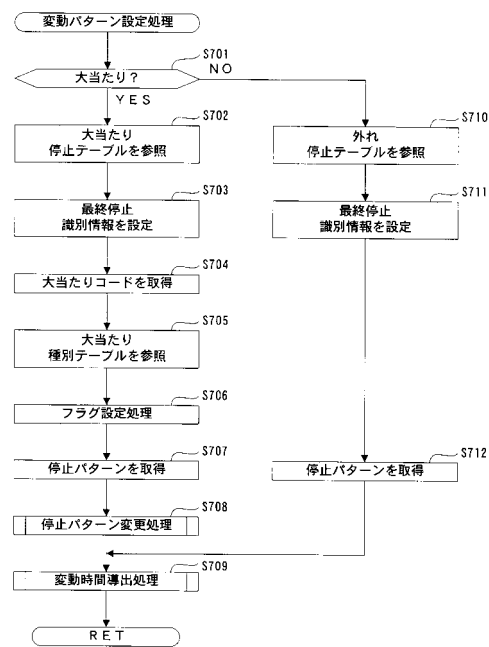 変動パターン設定処理
S701
大当たり？
NO
YES
S702
大当たり
停止テーブルを参照
S703
最終停止
識別情報を設定
S704
大当たりコードを取得
S705
大当たり
種別テーブルを参照
S706
フラグ設定処理
S707
停止パターンを取得
S708
停止パターン変更処理
S710
外れ
停止テーブルを参照
S711
最終停止
識別情報を設定
S712
停止パターンを取得
S709
変動時間導出処理
RET